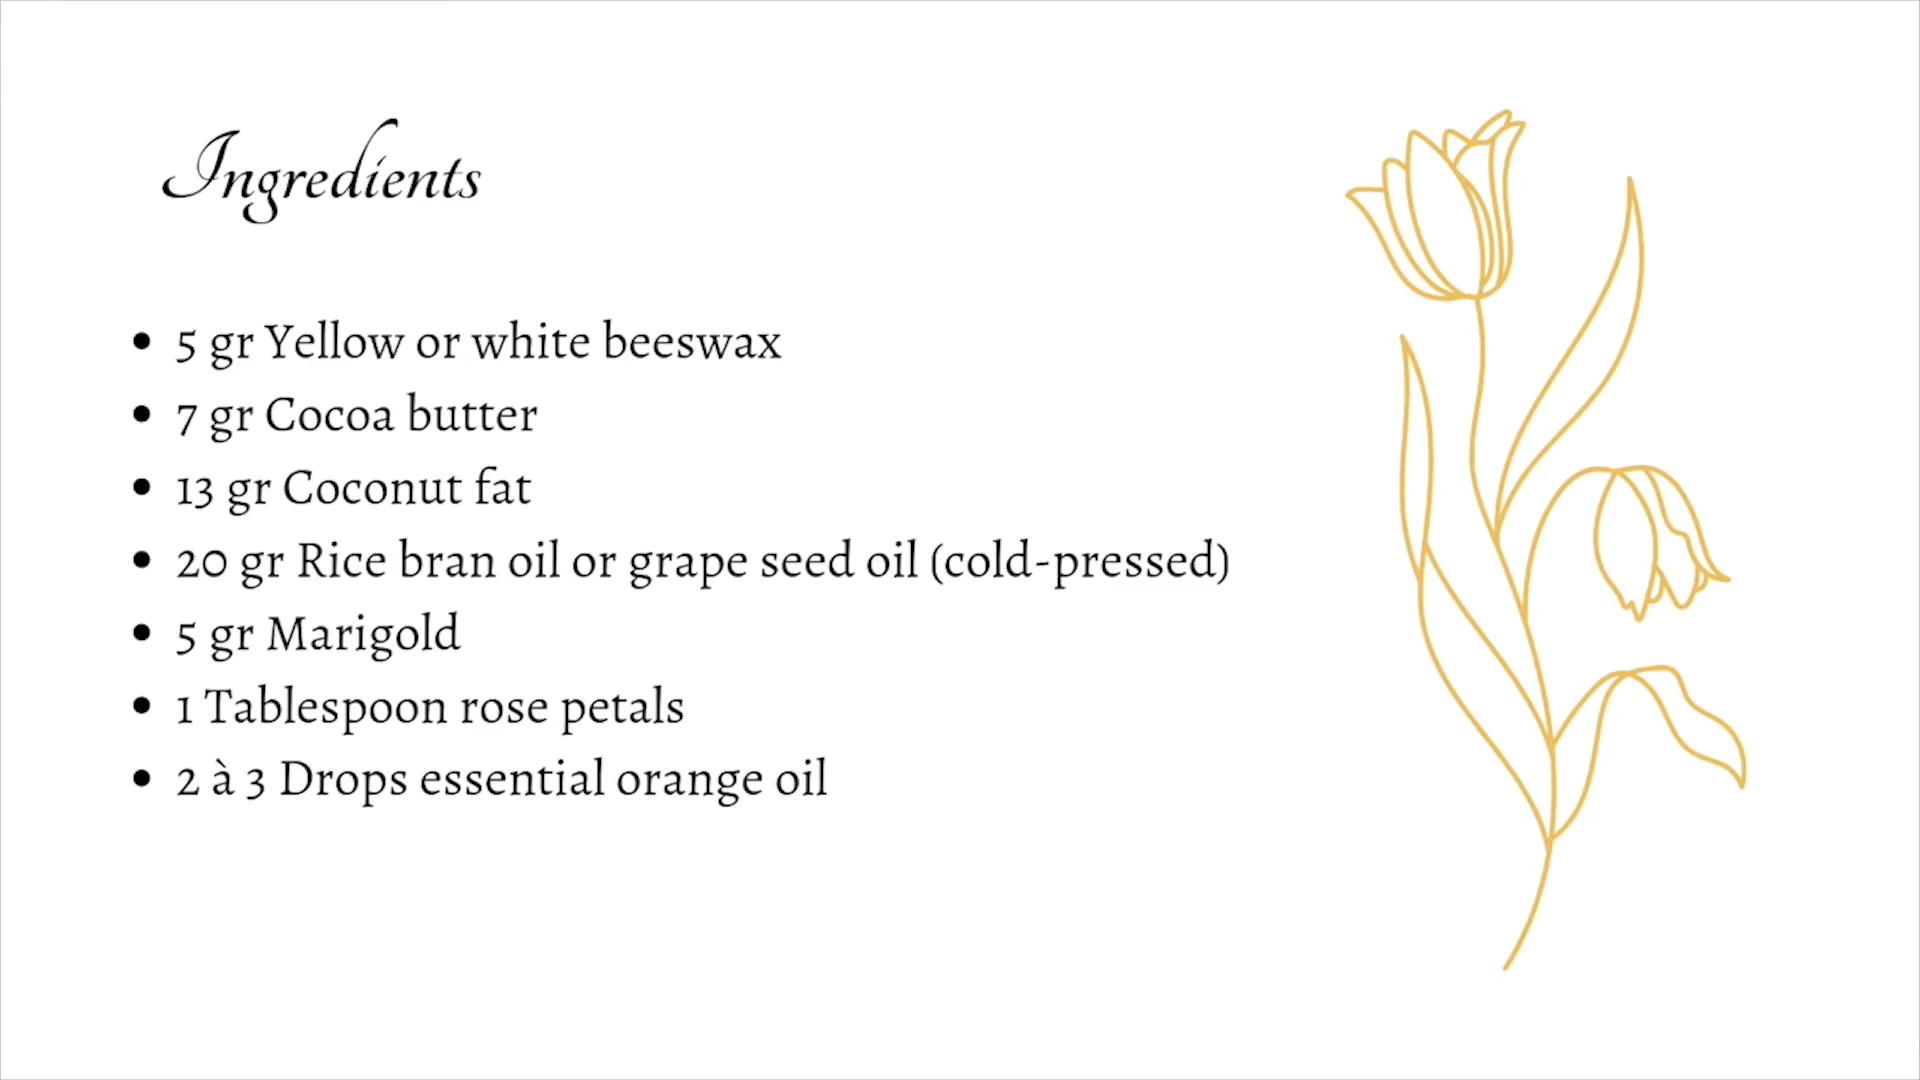 Ingredients
• 5 gr Yellow or white beeswax
• 7 gr Cocoa butter
• 13 gr Coconut fat
• 20 gr Rice bran oil or grape seed oil (cold-pressed)
• 5 gr Marigold
• 1 Tablespoon rose petals
• 2 à 3 Drops essential orange oil